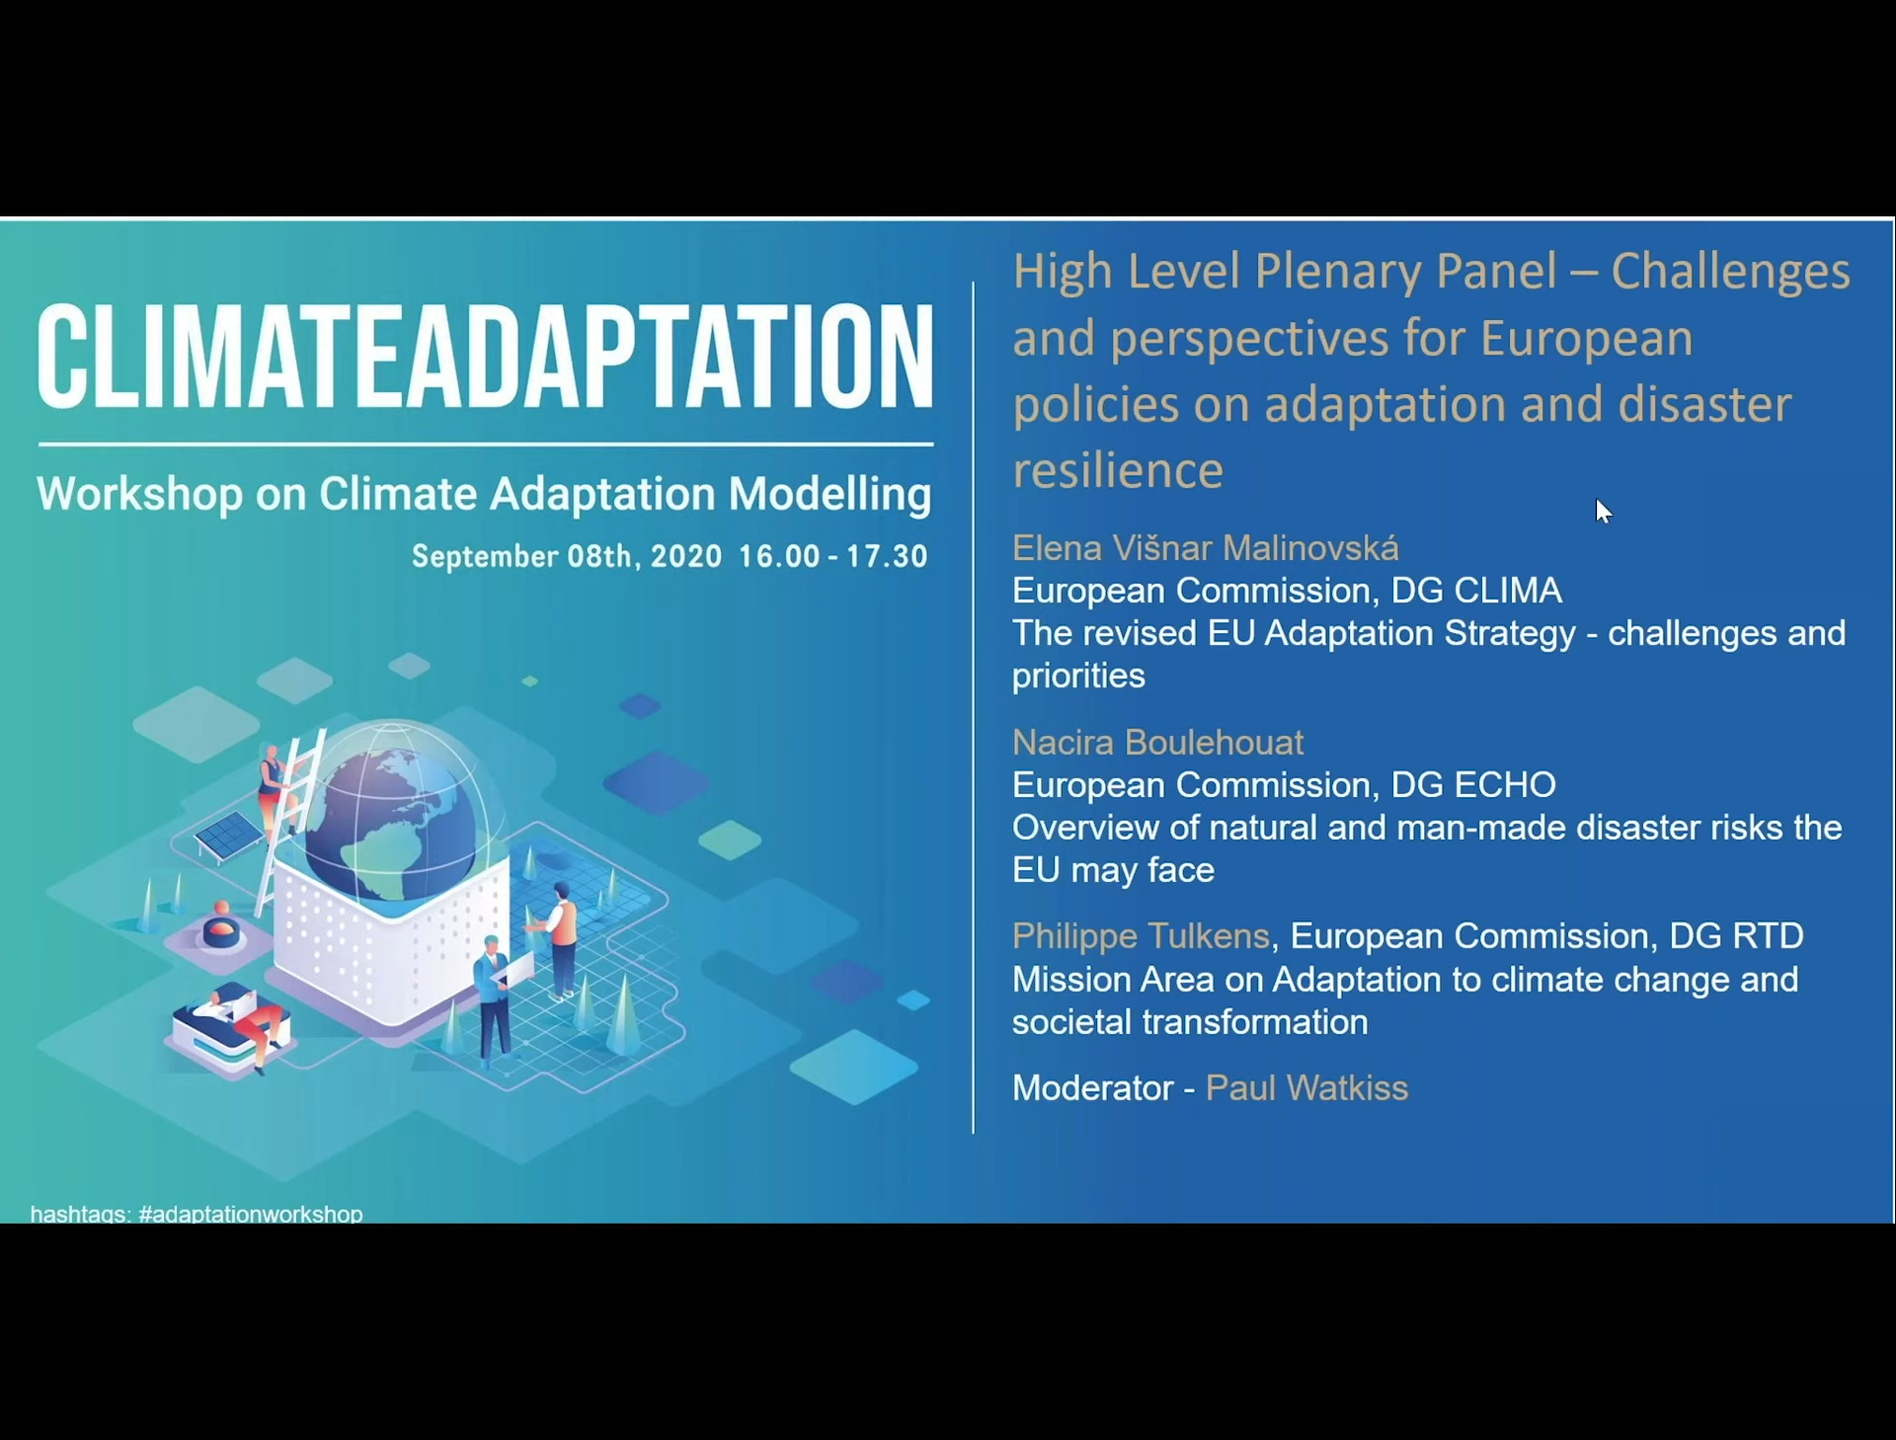 CLIMATEADAPTATION
Workshop on Climate Adaptation Modelling
September 08th, 2020 16.00 - 17.30
hashtags: #adaptationworkshop
High Level Plenary Panel – Challenges
and perspectives for European
policies on adaptation and disaster
resilience
Elena Višnar Malinovská
European Commission, DG CLIMA
The revised EU Adaptation Strategy - challenges and
priorities
Nacira Boulehouat
European Commission, DG ECHO
Overview of natural and man-made disaster risks the
EU may face
Philippe Tulkens, European Commission, DG RTD
Mission Area on Adaptation to climate change and
societal transformation
Moderator - Paul Watkiss